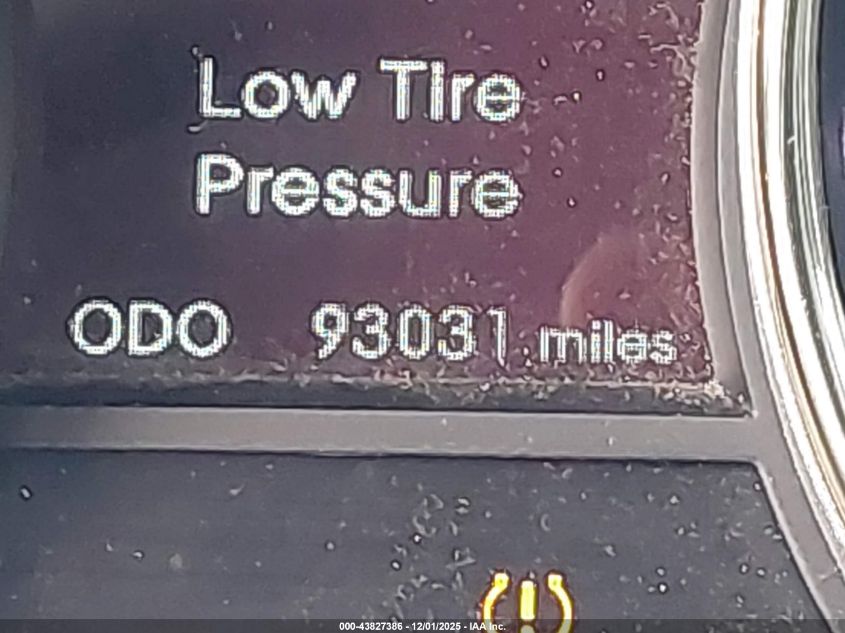 Low Tire
Pressure
ODO 93031 miles
000-43827386 - 12/01/2025 - IAA Inc.